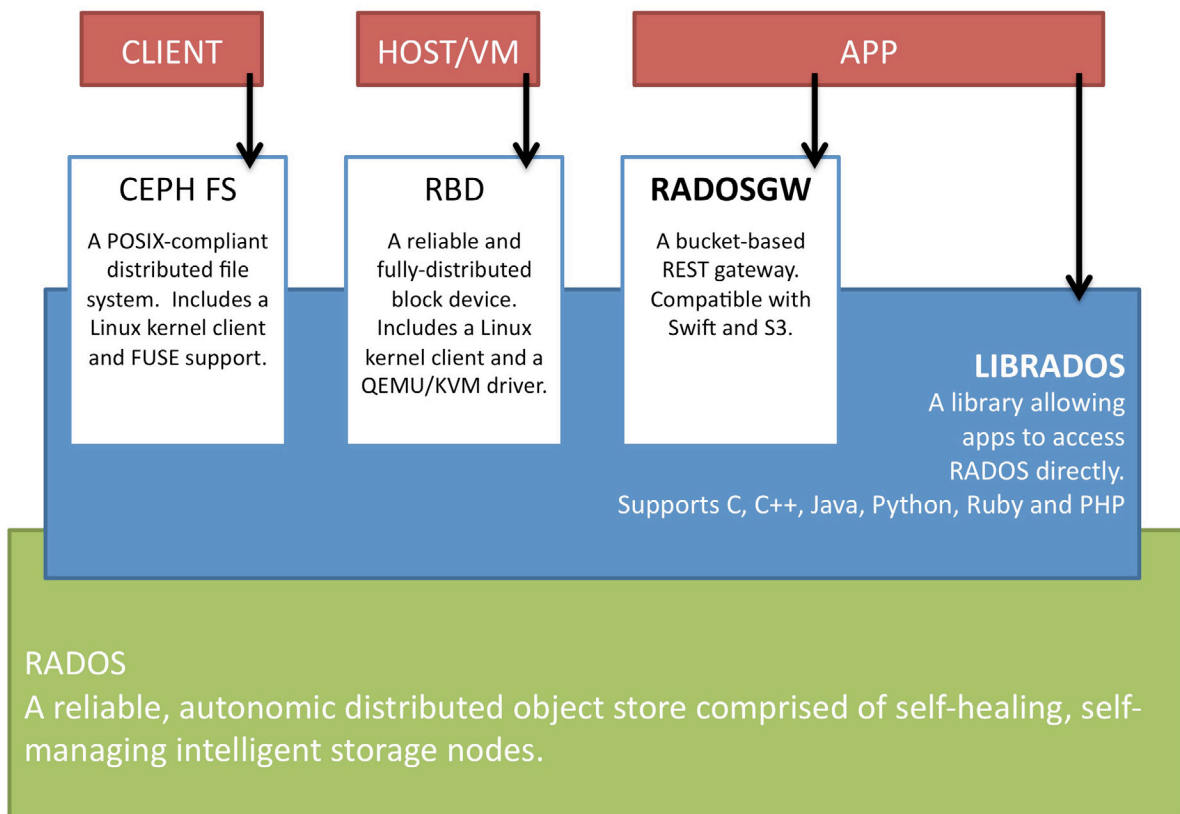 CLIENT
HOST/VM
APP
CEPH FS
A POSIX-compliant
distributed file
system.  Includes a
Linux kernel client
and FUSE support.
RBD
A reliable and
fully-distributed
block device.
Includes a Linux
kernel client and a
QEMU/KVM driver.
RADOSGW
A bucket-based
REST gateway.
Compatible with
Swift and S3.
LIBRADOS
A library allowing
apps to access
RADOS directly.
Supports C, C++, Java, Python, Ruby and PHP
RADOS
A reliable, autonomic distributed object store comprised of self-healing, self-
managing intelligent storage nodes.